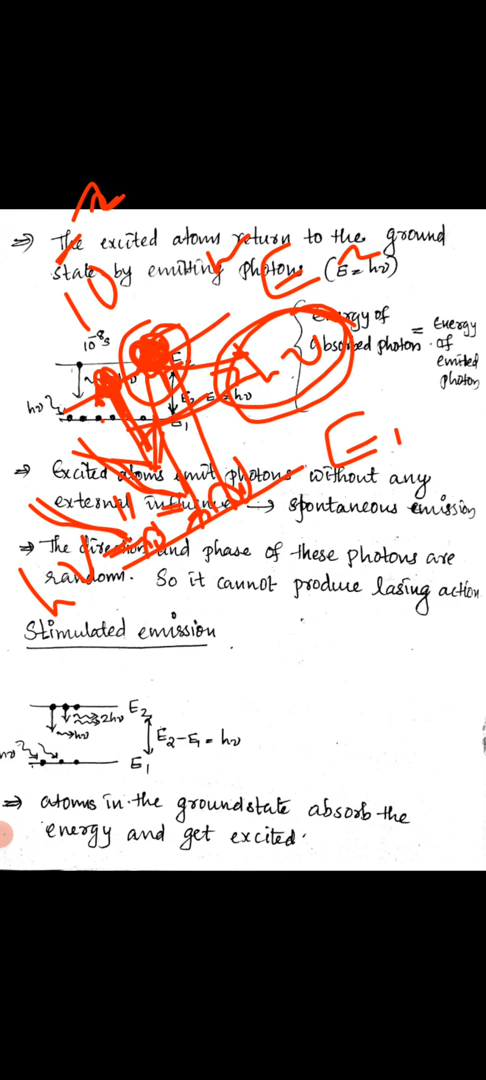 ⇒ The excited atoms return to the ground
state by emitting photons (E = hν)
10⁻⁸s
energy of absorbed photon = energy of emitted photon
hν
E₁
⇒ Excited atoms emit photons without any
external influence → spontaneous emission
⇒ The direction and phase of these photons are
random. So it cannot produce lasing action
Stimulated emission
E₂
2hν
hν
E₂-E₁ = hν
hν
E₁
⇒ atoms in the groundstate absorb the
energy and get excited.
10
E
hν
E₁
hν